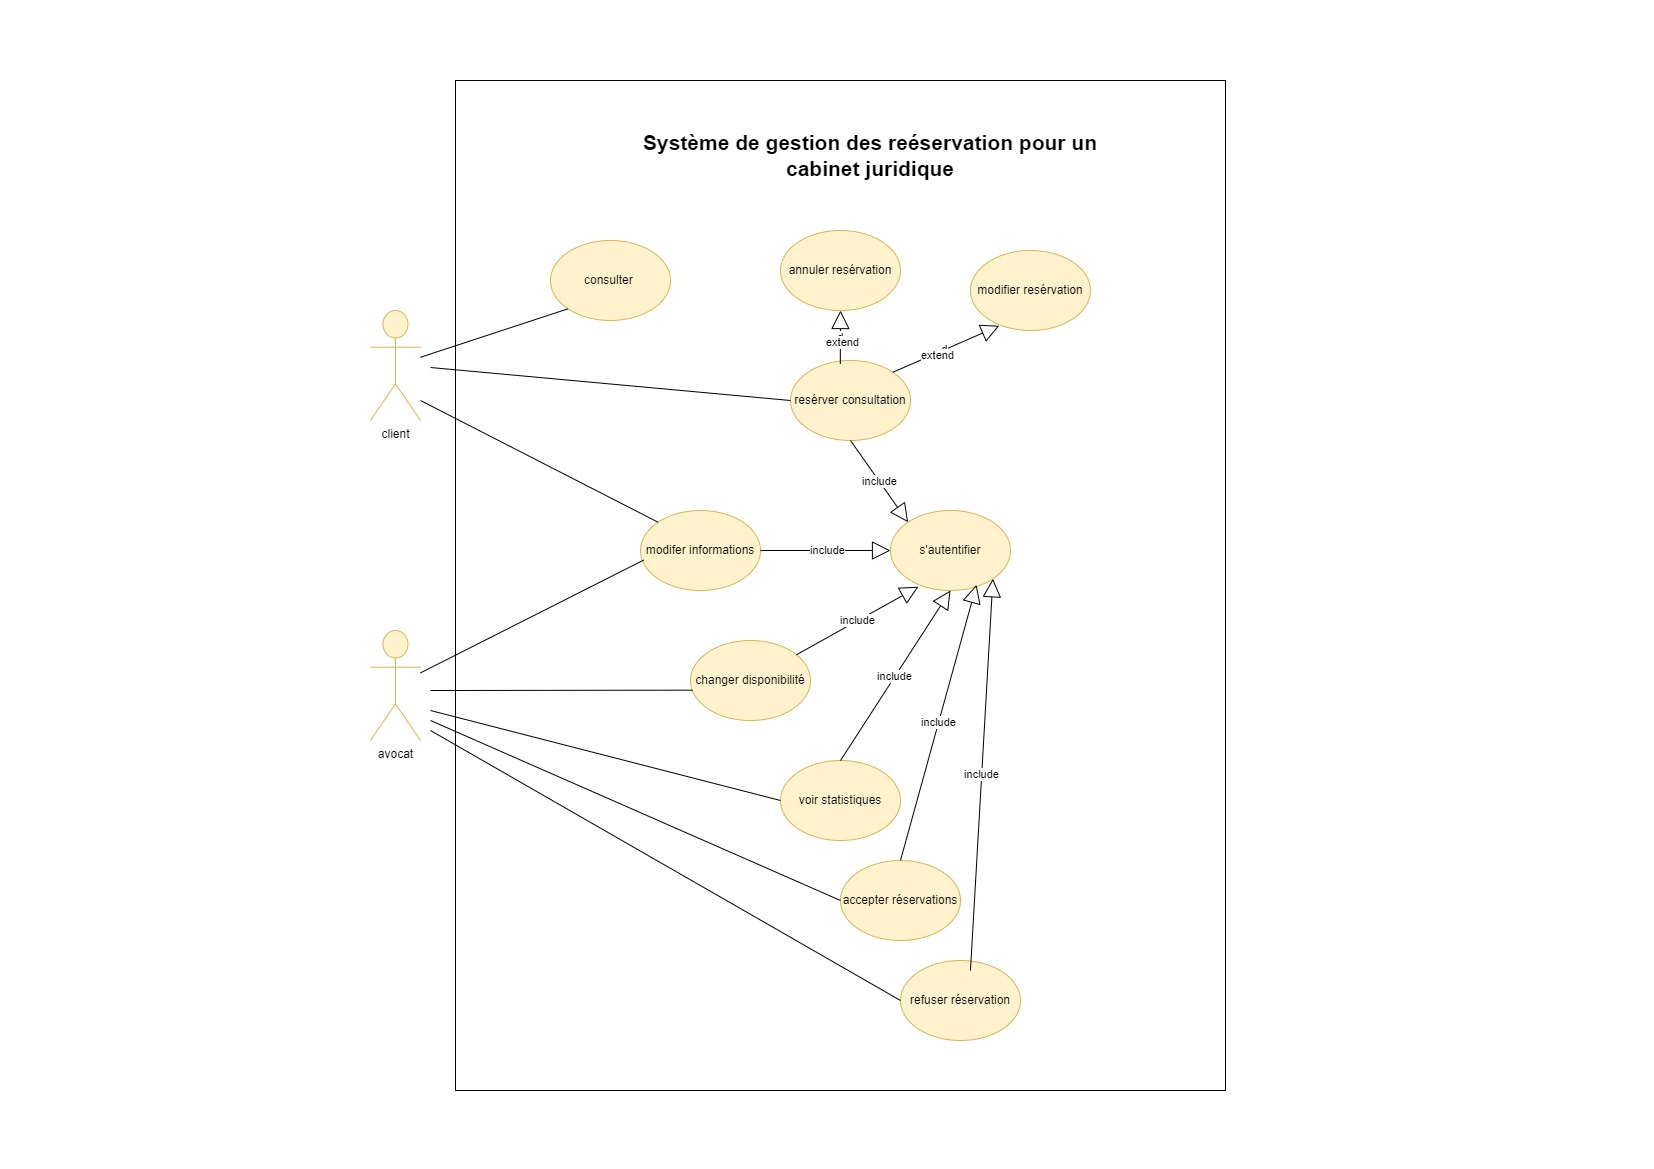 Système de gestion des reéservation pour un
cabinet juridique
consulter
annuler resérvation
modifier resérvation
extend
extend
resérver consultation
client
include
modifer informations
include
s'autentifier
include
changer disponibilité
include
avocat
include
include
voir statistiques
accepter réservations
refuser réservation